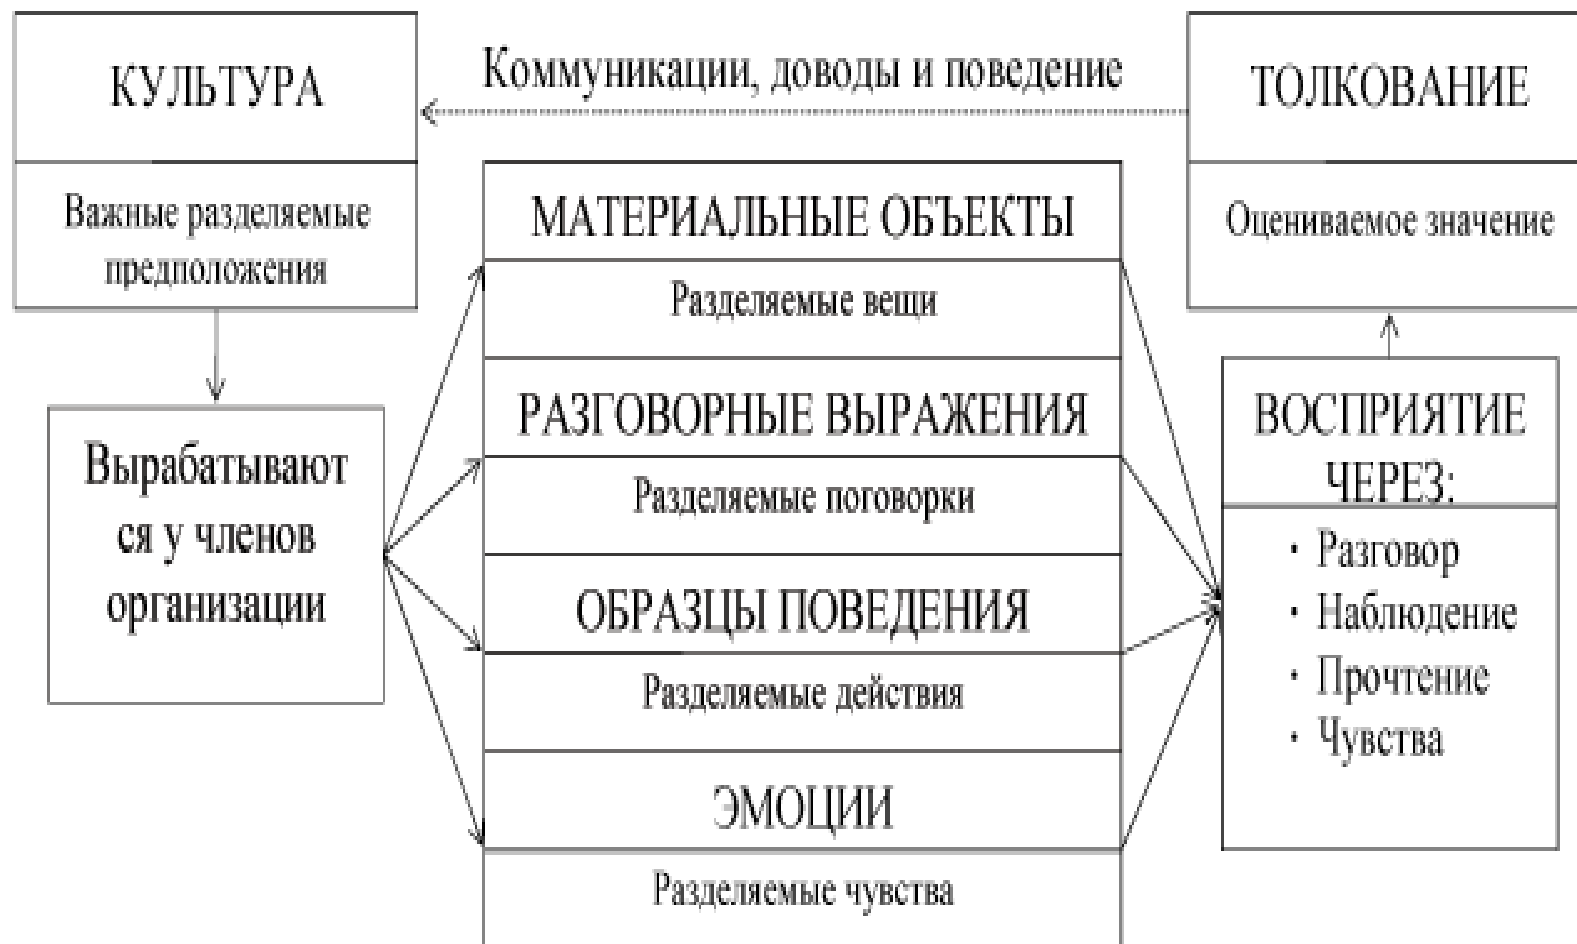 КУЛЬТУРА
Важные разделяемые
предположения
Вырабатывают
ся у членов
организации
Коммуникации, доводы и поведение
МАТЕРИАЛЬНЫЕ ОБЪЕКТЫ
Разделяемые вещи
РАЗГОВОРНЫЕ ВЫРАЖЕНИЯ
Разделяемые поговорки
ОБРАЗЦЫ ПОВЕДЕНИЯ
Разделяемые действия
ЭМОЦИИ
Разделяемые чувства
ТОЛКОВАНИЕ
Оцениваемое значение
ВОСПРИЯТИЕ
ЧЕРЕЗ:
· Разговор
· Наблюдение
· Прочтение
· Чувства